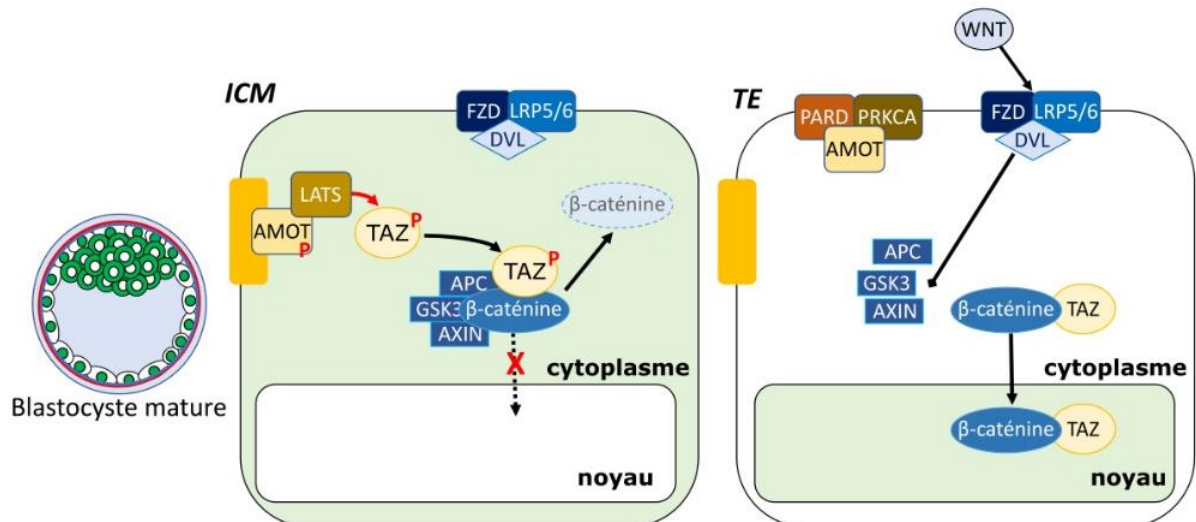 Blastocyste mature
ICM
FZD LRP5/6
DVL
LATS
AMOT
P
TAZ P
TAZ P
APC
GSK3 β-caténine
AXIN
β-caténine
X
cytoplasme
noyau
TE
WNT
PARD PRKCA
AMOT
FZD LRP5/6
DVL
APC
GSK3
AXIN
β-caténine TAZ
cytoplasme
β-caténine TAZ
noyau